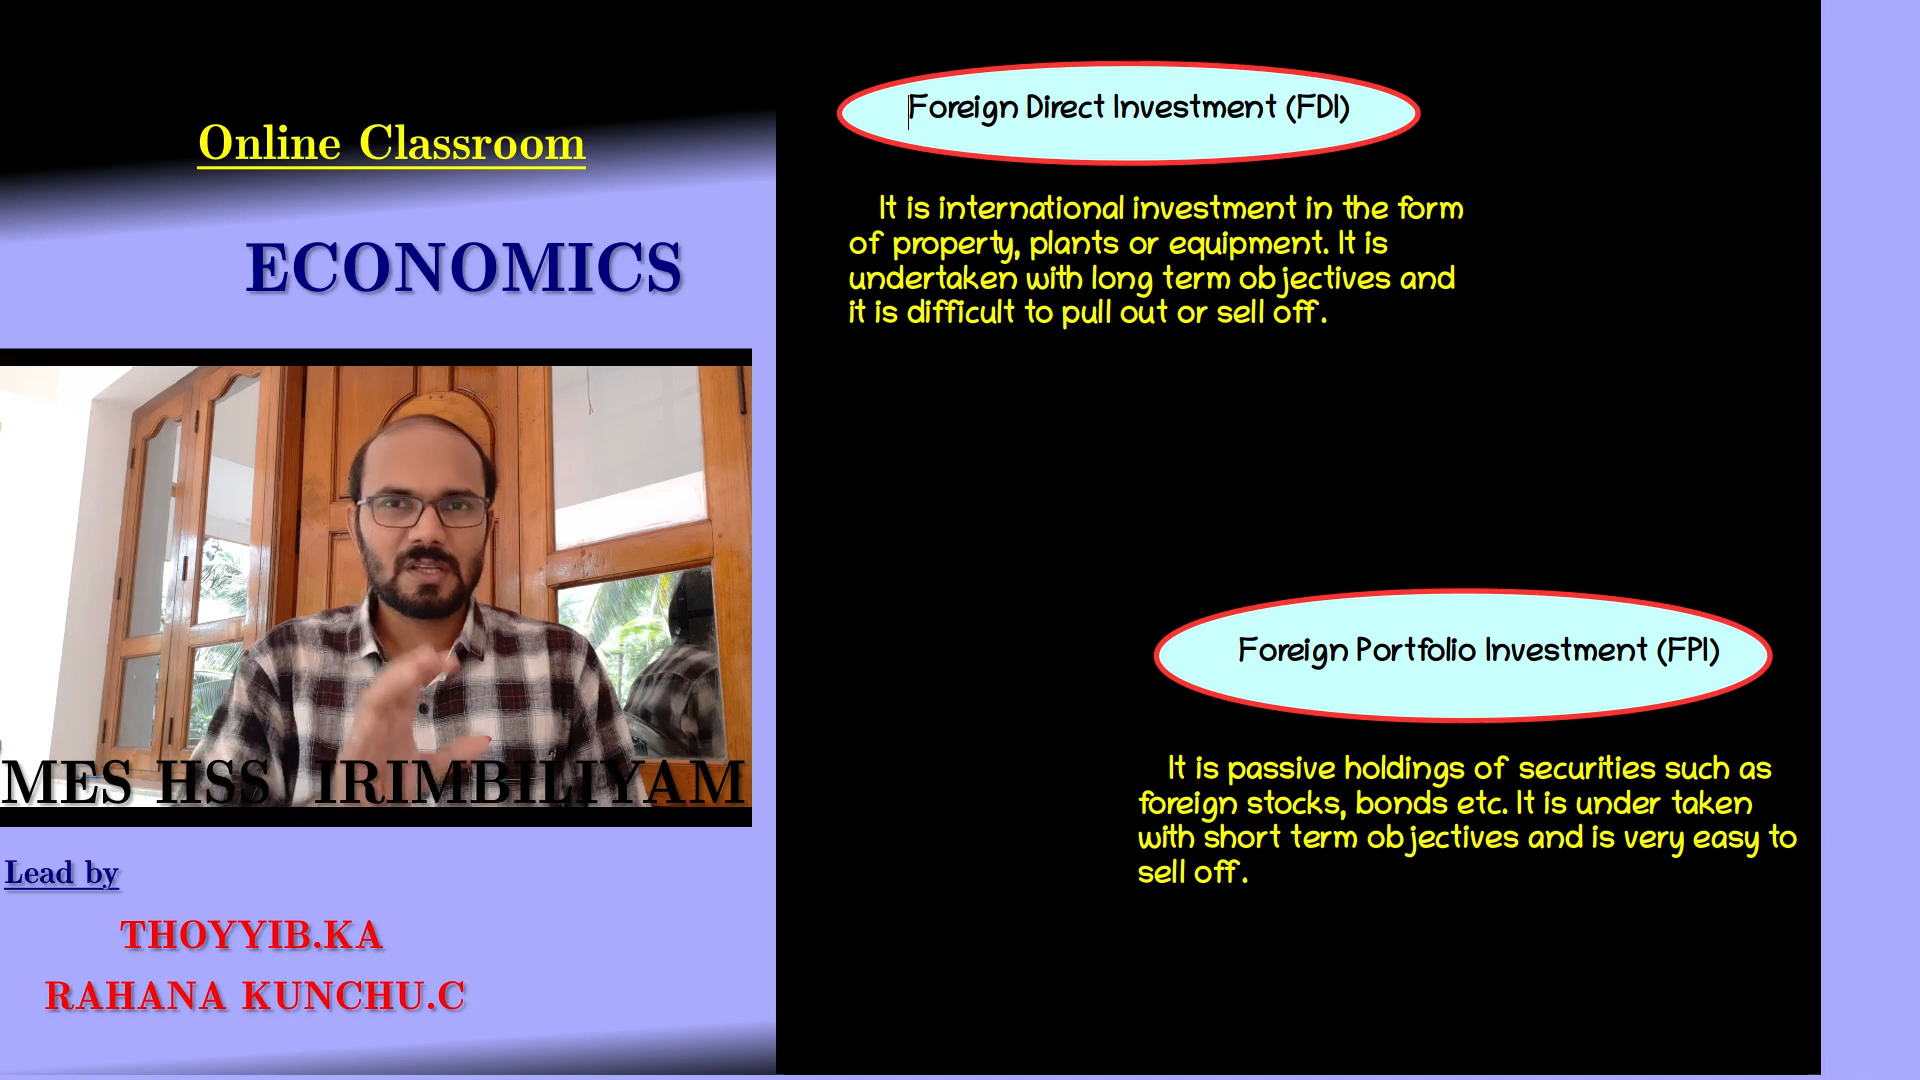 Online Classroom
ECONOMICS
MES HSS IRIMBILIYAM
Lead by
THOYYIB.KA
RAHANA KUNCHU.C
Foreign Direct Investment (FDI)
It is international investment in the form
of property, plants or equipment. It is
undertaken with long term objectives and
it is difficult to pull out or sell off.
Foreign Portfolio Investment (FPI)
It is passive holdings of securities such as
foreign stocks, bonds etc. It is under taken
with short term objectives and is very easy to
sell off.